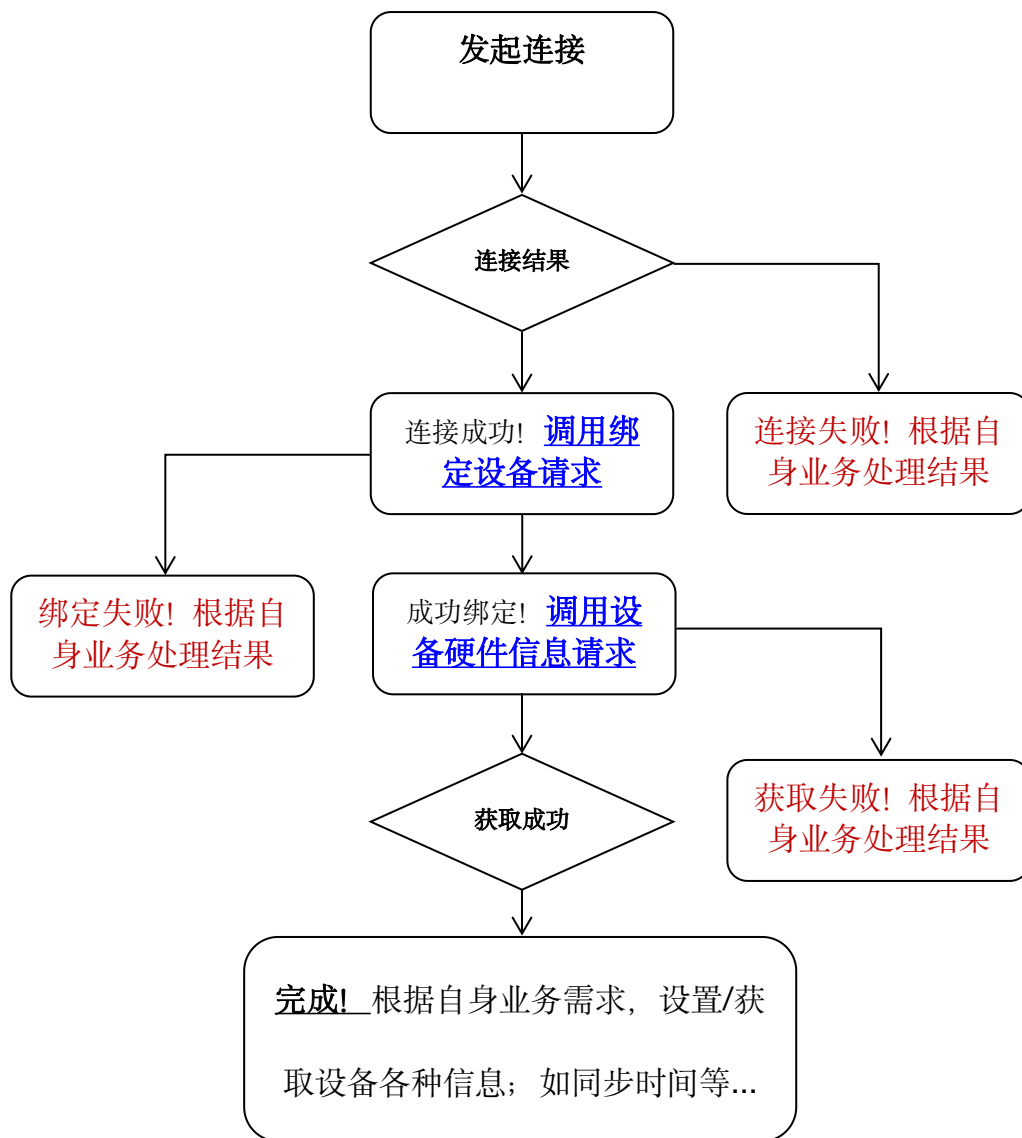 发起连接
连接结果
连接成功！调用绑
定设备请求
连接失败！根据自
身业务处理结果
绑定失败！根据自
身业务处理结果
成功绑定！调用设
备硬件信息请求
获取成功
获取失败！根据自
身业务处理结果
完成！根据自身业务需求，设置/获
取设备各种信息；如同步时间等...